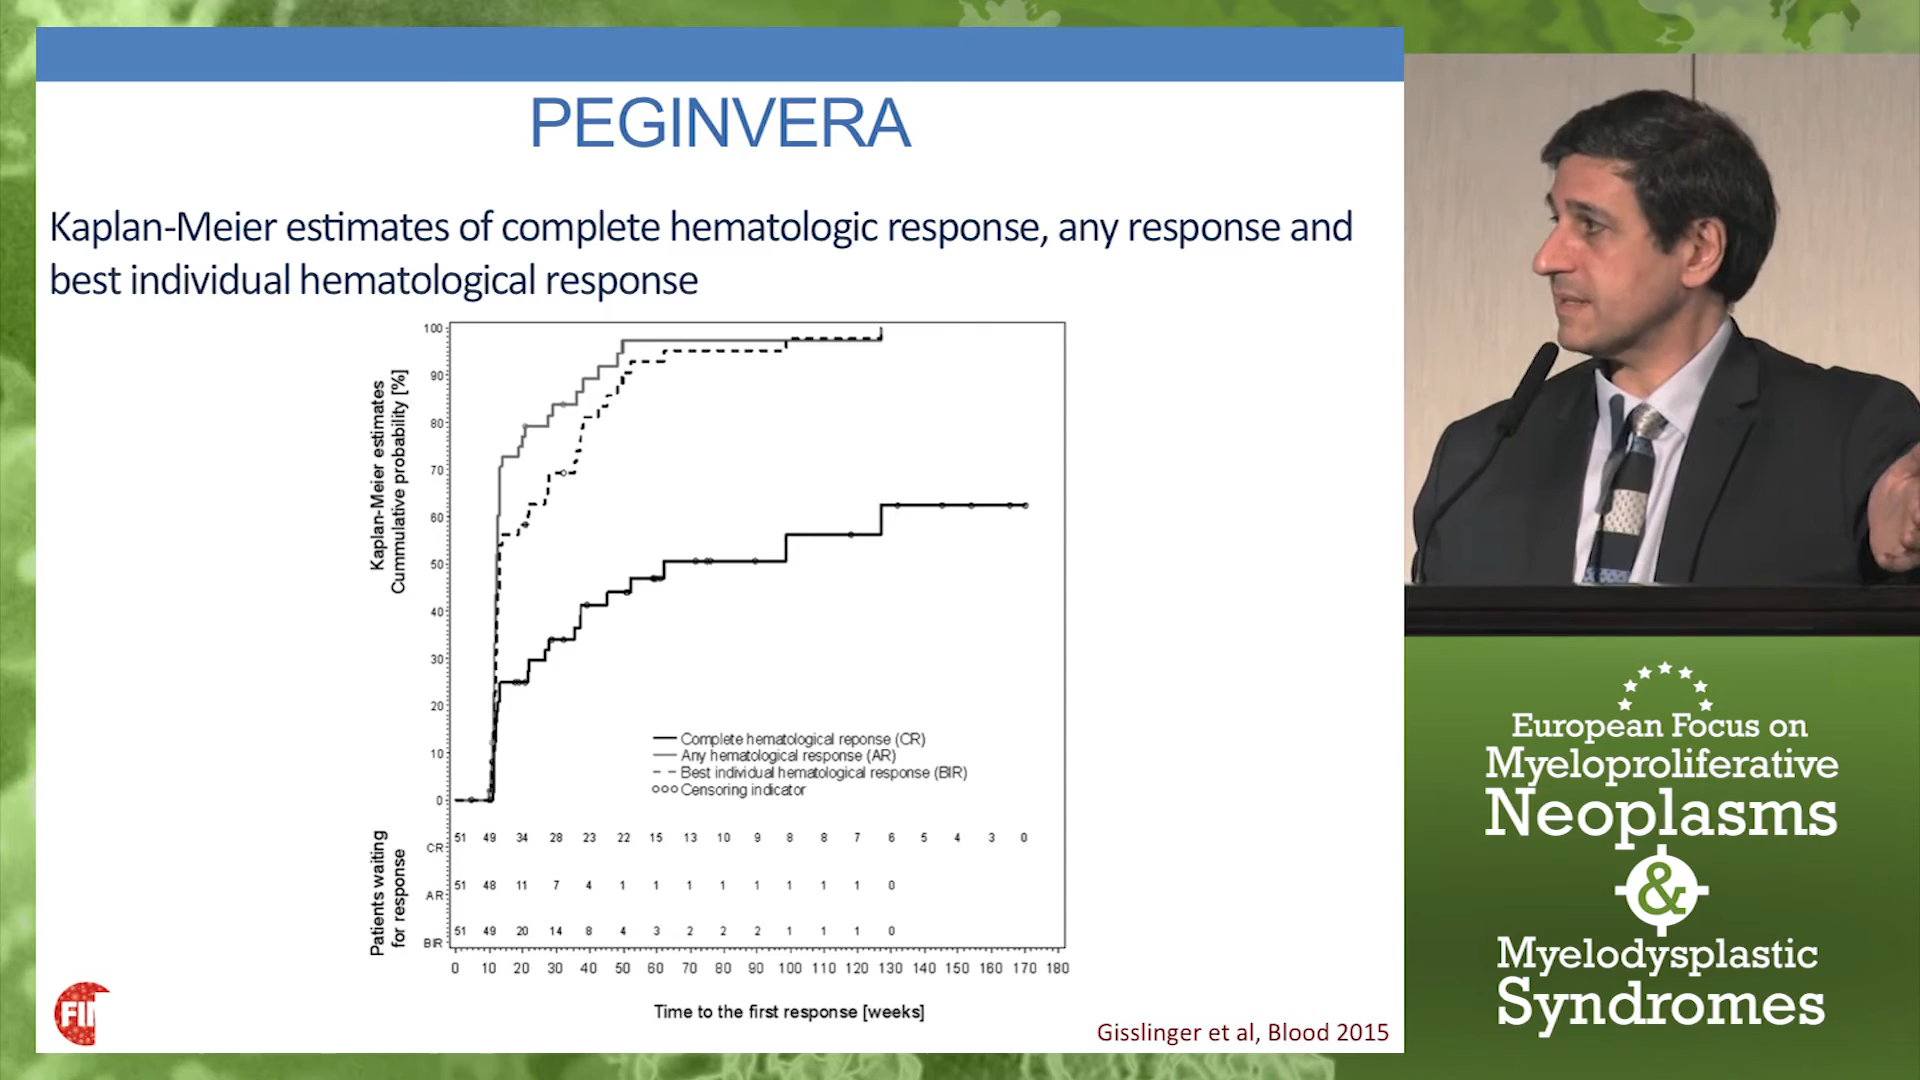 PEGINVERA
Kaplan-Meier estimates of complete hematologic response, any response and
best individual hematological response
Kaplan-Meier estimates
Cummulative probability [%]
100
90
80
70
60
50
40
30
20
10
0
Complete hematological reponse (CR)
Any hematological response (AR)
Best individual hematological response (BIR)
Censoring indicator
Patients waiting
for response
CR 51 49 34 28 23 22 15 13 10 9 8 8 7 6 5 4 3 0
AR 51 48 11 7 4 1 1 1 1 1 1 1 1 0
BIR 51 49 20 14 8 4 3 2 2 2 1 1 1 0
0 10 20 30 40 50 60 70 80 90 100 110 120 130 140 150 160 170 180
Time to the first response [weeks]
Gisslinger et al, Blood 2015
European Focus on
Myeloproliferative
Neoplasms
&
Myelodysplastic
Syndromes